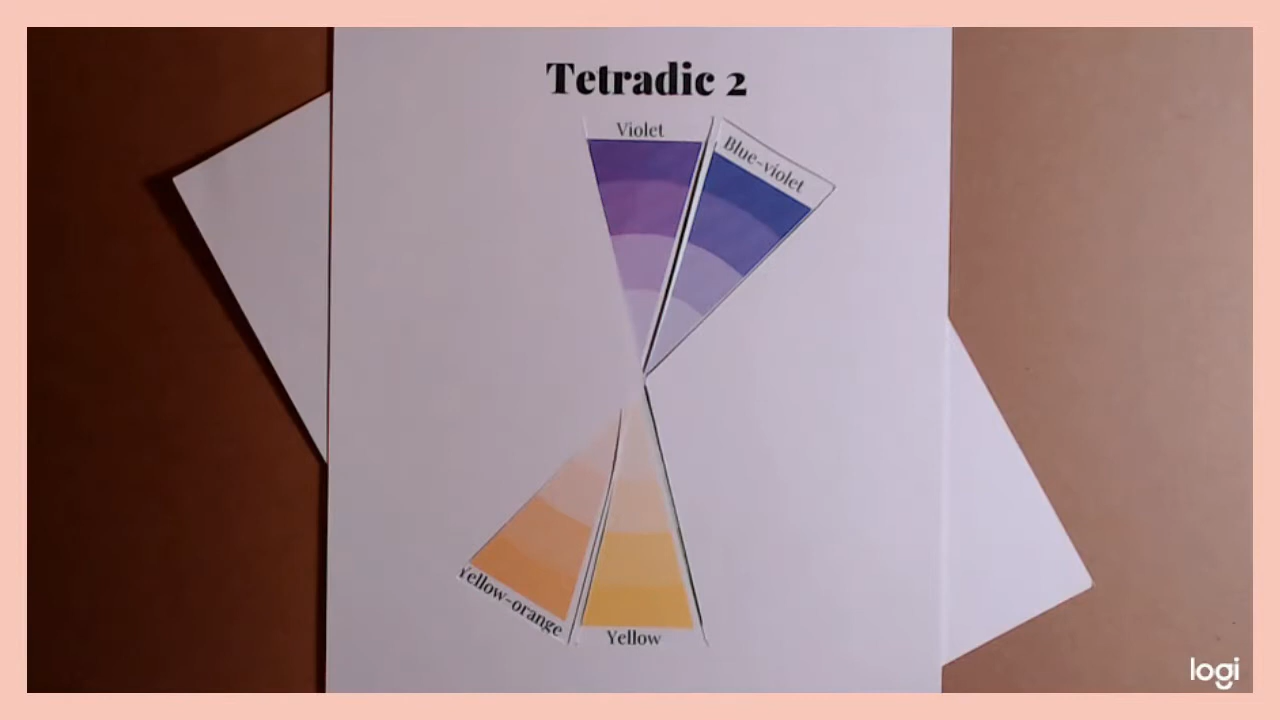 Tetradic 2
Violet
Blue-violet
Yellow-orange
Yellow
logi